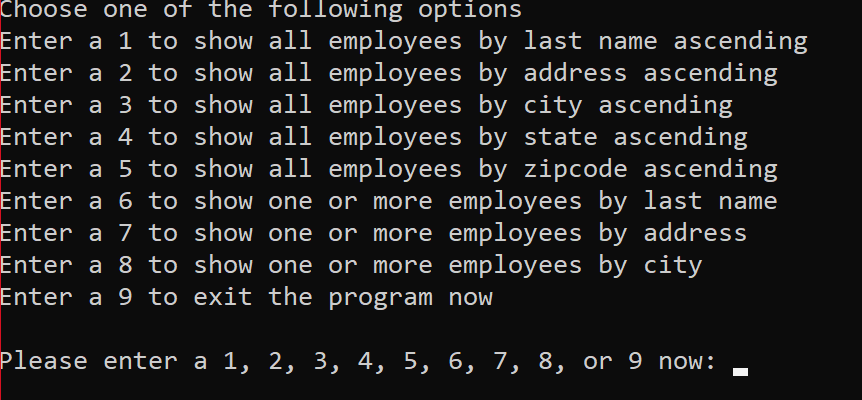 Choose one of the following options
Enter a 1 to show all employees by last name ascending
Enter a 2 to show all employees by address ascending
Enter a 3 to show all employees by city ascending
Enter a 4 to show all employees by state ascending
Enter a 5 to show all employees by zipcode ascending
Enter a 6 to show one or more employees by last name
Enter a 7 to show one or more employees by address
Enter a 8 to show one or more employees by city
Enter a 9 to exit the program now
Please enter a 1, 2, 3, 4, 5, 6, 7, 8, or 9 now: